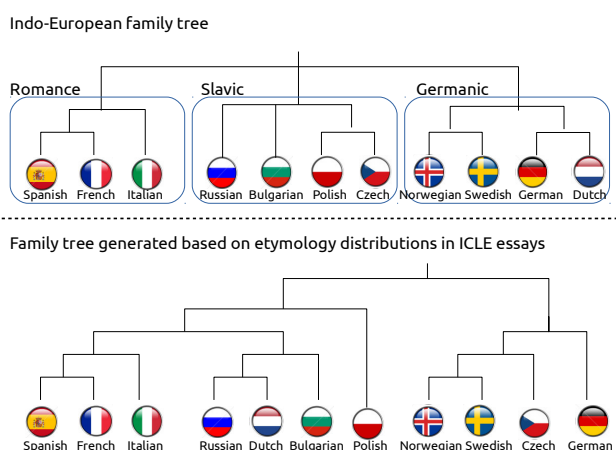 Indo-European family tree
Romance Slavic Germanic
Spanish French Italian Russian Bulgarian Polish Czech Norwegian Swedish German Dutch
Family tree generated based on etymology distributions in ICLE essays
Spanish French Italian Russian Dutch Bulgarian Polish Norwegian Swedish Czech German